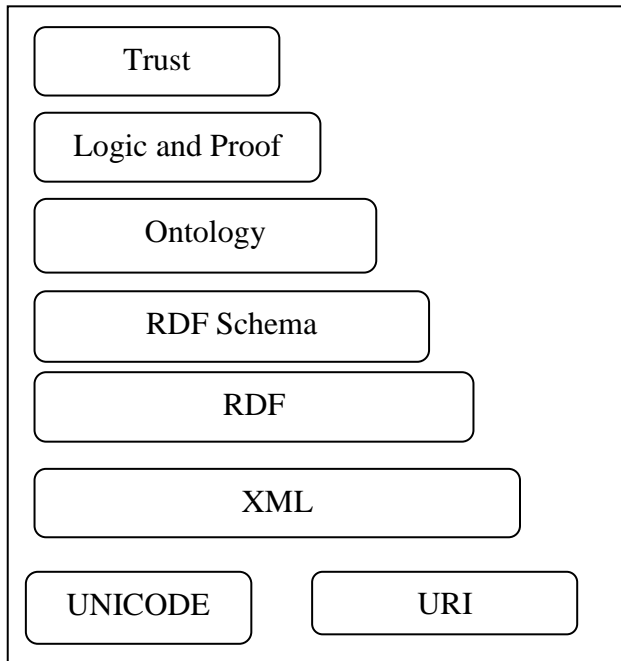 Trust
Logic and Proof
Ontology
RDF Schema
RDF
XML
UNICODE
URI